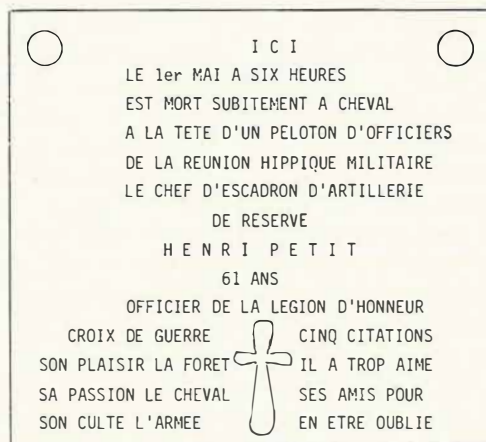 I C I
LE 1er MAI A SIX HEURES
EST MORT SUBITEMENT A CHEVAL
A LA TETE D'UN PELOTON D'OFFICIERS
DE LA REUNION HIPPIQUE MILITAIRE
LE CHEF D'ESCADRON D'ARTILLERIE
DE RESERVE
H E N R I P E T I T
61 ANS
OFFICIER DE LA LEGION D'HONNEUR
CROIX DE GUERRE CINQ CITATIONS
SON PLAISIR LA FORET IL A TROP AIME
SA PASSION LE CHEVAL SES AMIS POUR
SON CULTE L'ARMEE EN ETRE OUBLIE